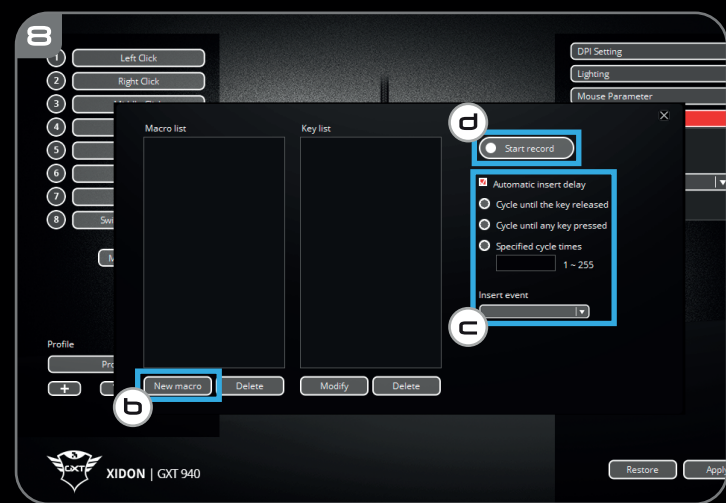 8
1 Left Click
2 Right Click
3
4
5
6
7
8
DPI Setting
Lighting
Mouse Parameter
Macro list
Key list
d
Start record
Automatic insert delay
Cycle until the key released
Cycle until any key pressed
Specified cycle times
1 ~ 255
Insert event
c
New macro
Delete
Modify
Delete
b
Profile
+
GXT
XIDON | GXT 940
Restore
Apply